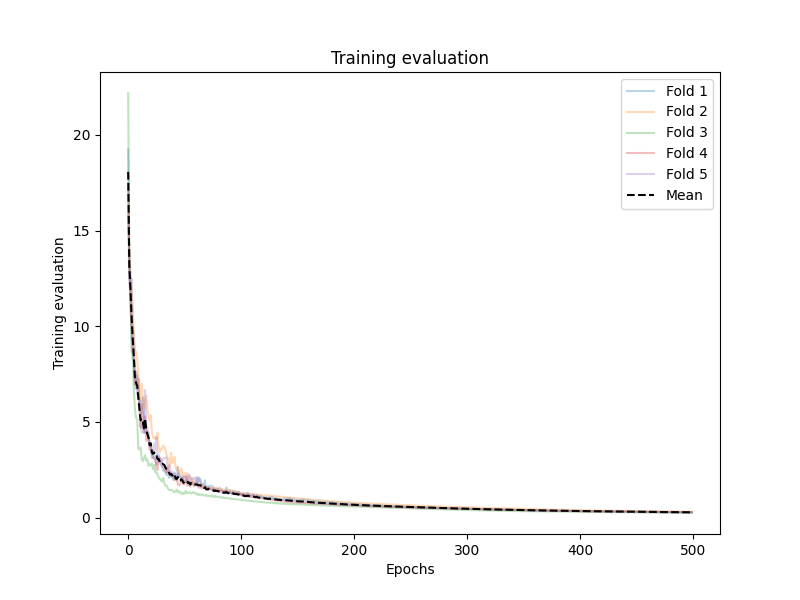 Training evaluation
Fold 1
Fold 2
Fold 3
Fold 4
Fold 5
Mean
Training evaluation
20
15
10
5
0
0 100 200 300 400 500
Epochs